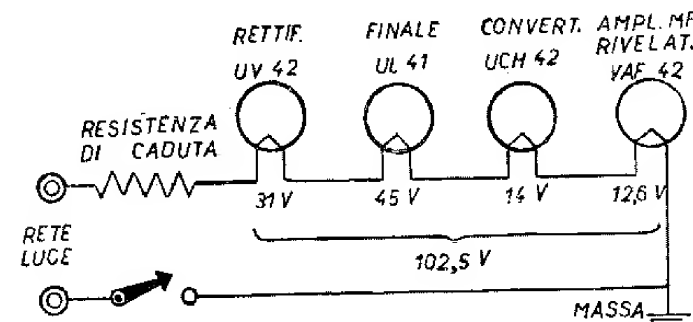 RETTIF.
UV 42
FINALE
UL 41
CONVERT.
UCH 42
AMPL. MF
RIVELAT.
VAF 42
RESISTENZA
DI CADUTA
31 V
45 V
14 V
12,6 V
102,5 V
RETE
LUCE
MASSA